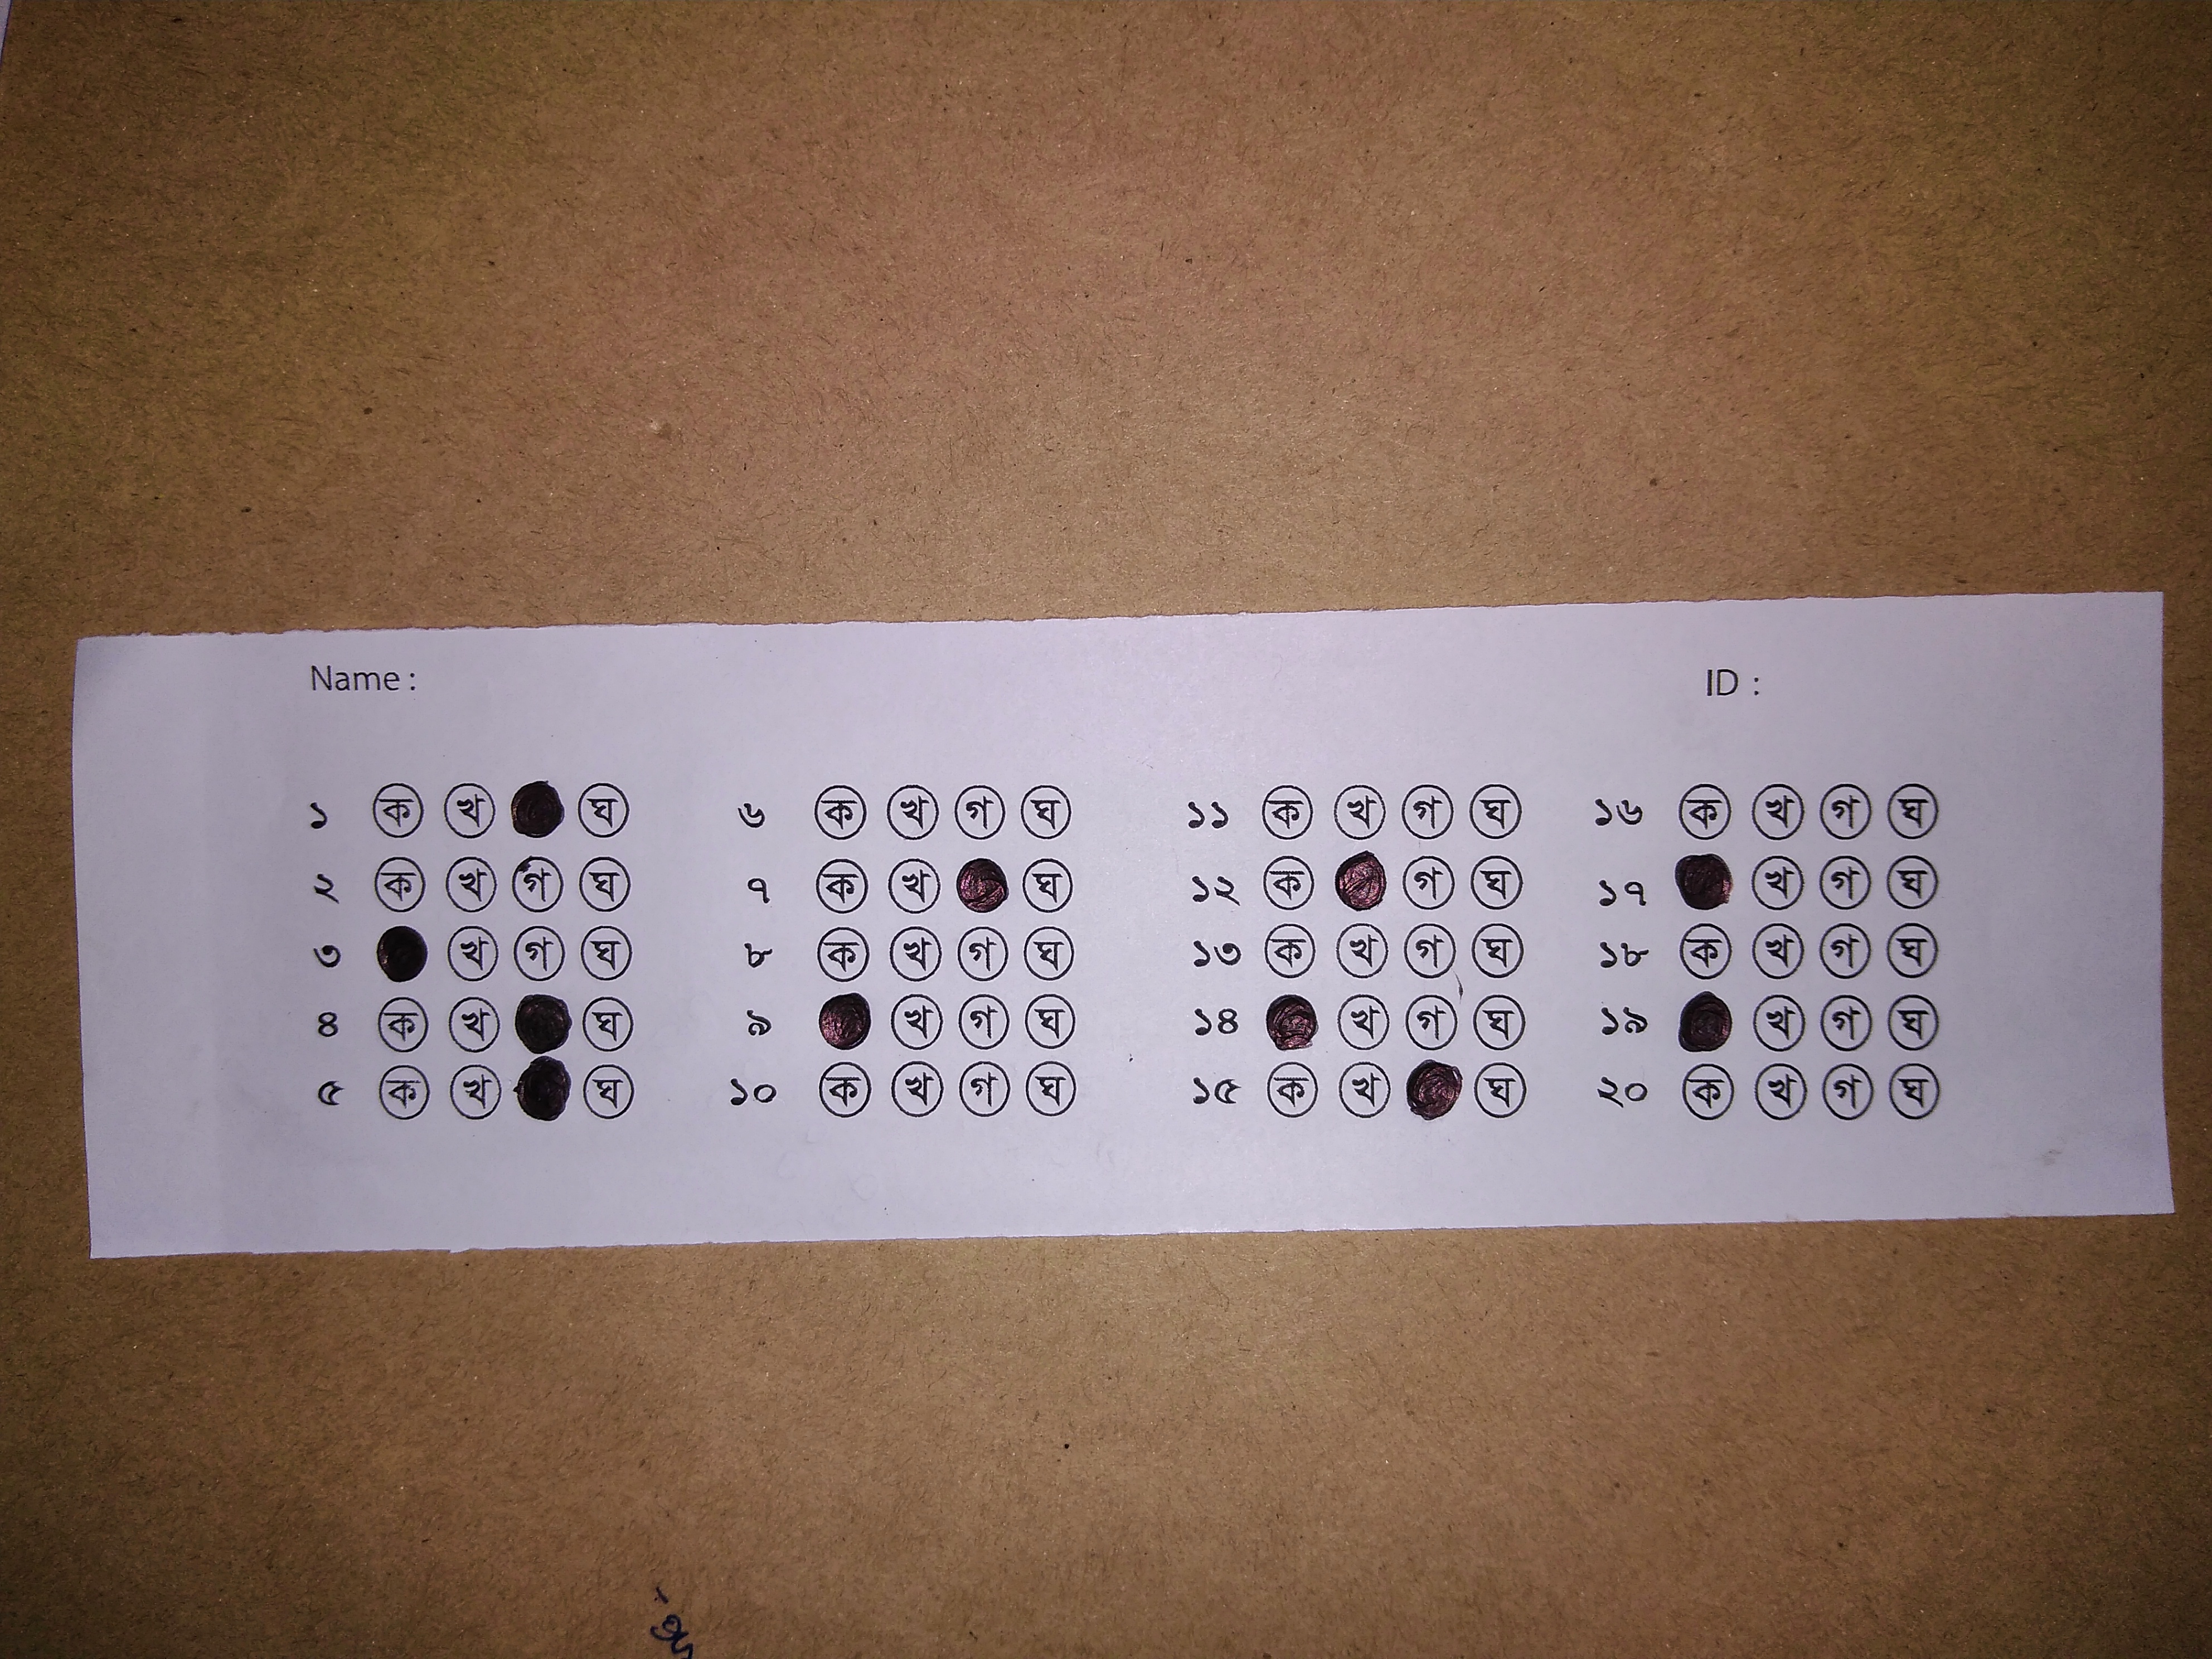 Name :
ID :
১ ক খ ঘ ৬ ক খ গ ঘ ১১ ক খ গ ঘ ১৬ ক খ গ ঘ
২ ক খ গ ঘ ৭ ক খ ঘ ১২ ক গ ঘ ১৭ খ গ ঘ
৩ খ গ ঘ ৮ ক খ গ ঘ ১৩ ক খ গ ঘ ১৮ ক খ গ ঘ
৪ ক খ ঘ ৯ খ গ ঘ ১৪ খ গ ঘ ১৯ খ গ ঘ
৫ ক খ ঘ ১০ ক খ গ ঘ ১৫ ক খ ঘ ২০ ক খ গ ঘ